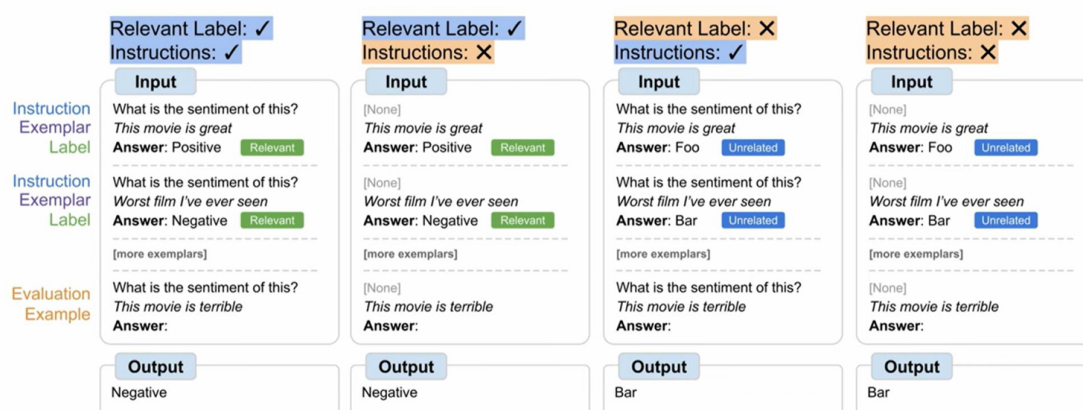 Relevant Label: ✓
Instructions: ✓
Relevant Label: ✓
Instructions: ✕
Relevant Label: ✕
Instructions: ✓
Relevant Label: ✕
Instructions: ✕
Instruction
Exemplar
Label
Instruction
Exemplar
Label
Evaluation
Example
Input
What is the sentiment of this?
This movie is great
Answer: Positive Relevant
What is the sentiment of this?
Worst film I've ever seen
Answer: Negative Relevant
[more exemplars]
What is the sentiment of this?
This movie is terrible
Answer:
Output
Negative
Input
[None]
This movie is great
Answer: Positive Relevant
[None]
Worst film I've ever seen
Answer: Negative Relevant
[more exemplars]
[None]
This movie is terrible
Answer:
Output
Negative
Input
What is the sentiment of this?
This movie is great
Answer: Foo Unrelated
What is the sentiment of this?
Worst film I've ever seen
Answer: Bar Unrelated
[more exemplars]
What is the sentiment of this?
This movie is terrible
Answer:
Output
Bar
Input
[None]
This movie is great
Answer: Foo Unrelated
[None]
Worst film I've ever seen
Answer: Bar Unrelated
[more exemplars]
[None]
This movie is terrible
Answer:
Output
Bar